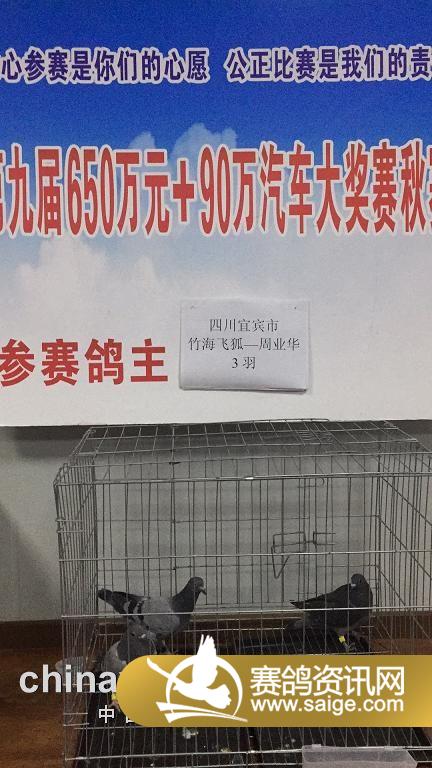 心参赛是你们的心愿 公正比赛是我们的责
九届650万元+90万汽车大奖赛秋
参赛鸽主
四川宜宾市
竹海飞狐—周业华
3 羽
china
中
赛鸽资讯网
www.saige.com